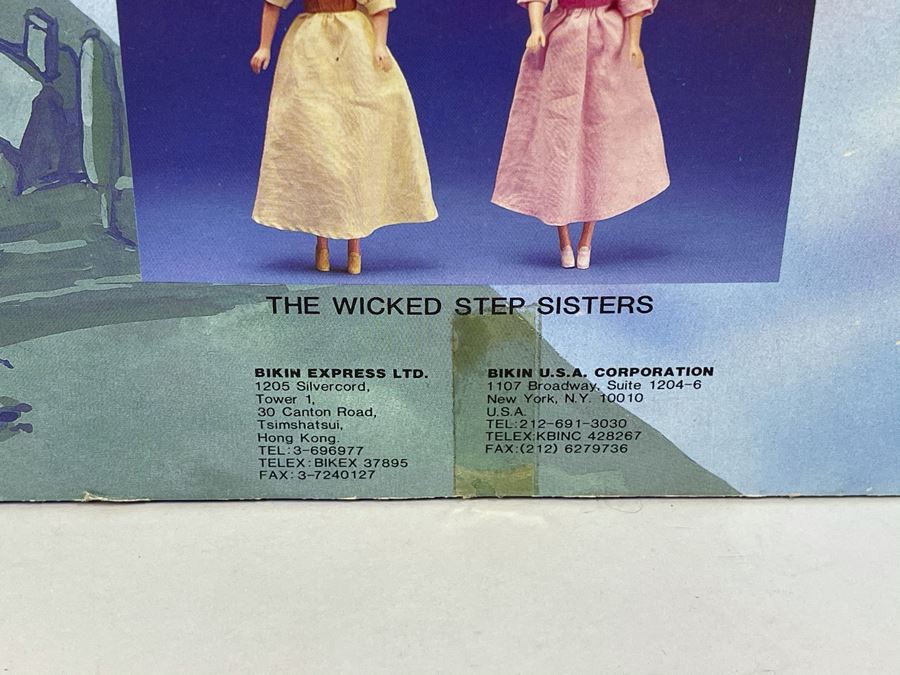 THE WICKED STEP SISTERS
BIKIN EXPRESS LTD.
1205 Silvercord,
Tower 1,
30 Canton Road,
Tsimshatsui,
Hong Kong.
TEL:3-696977
TELEX:BIKEX 37895
FAX:3-7240127
BIKIN U.S.A. CORPORATION
1107 Broadway, Suite 1204-6
New York, N.Y. 10010
U.S.A.
TEL:212-691-3030
TELEX:KBINC 428267
FAX:(212) 6279736